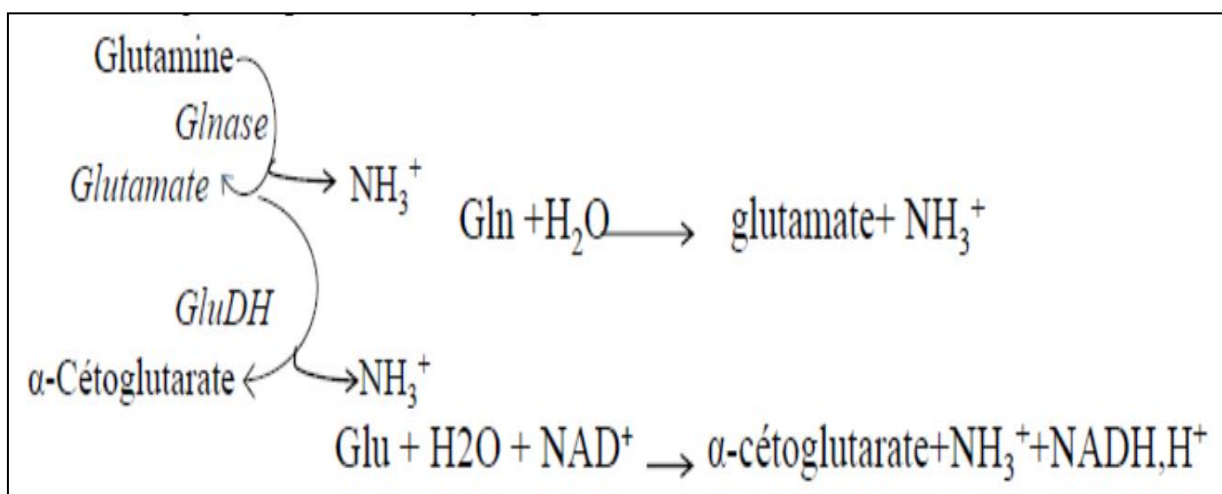 Glutamine
Glnase
Glutamate
NH₃⁺
Gln +H₂O → glutamate+ NH₃⁺
GluDH
α-Cétoglutarate
NH₃⁺
Glu + H2O + NAD⁺ → α-cétoglutarate+NH₃⁺+NADH,H⁺